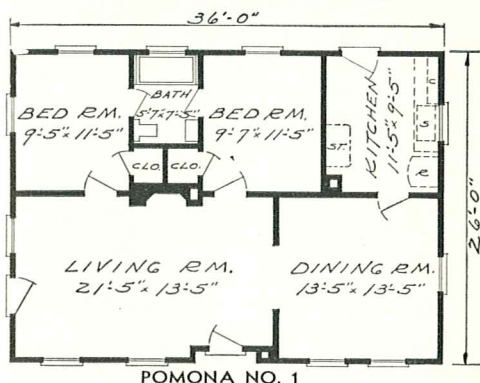 36'-0"
BATH
5'-7"x7'-5"
BED RM.
9'-5"x 11'-5"
BED RM.
9'-7"x 11'-5"
KITCHEN
11'-5"x 9'-5"
C
S
R
ST.
CLO.
CLO.
26'-0"
LIVING RM.
21'-5"x 13'-5"
DINING RM.
13'-5"x 13'-5"
POMONA NO. 1